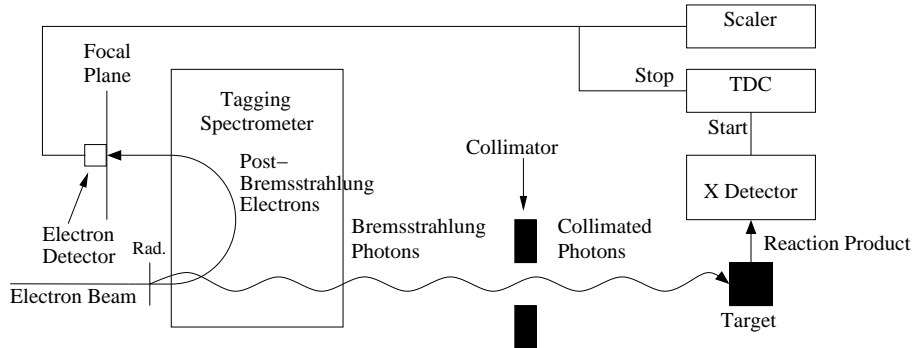 Scaler
Focal
Plane
Stop
TDC
Tagging
Spectrometer
Start
Collimator
Post–
Bremsstrahlung
Electrons
X Detector
Electron
Detector
Rad.
Bremsstrahlung
Photons
Collimated
Photons
Reaction Product
Electron Beam
Target